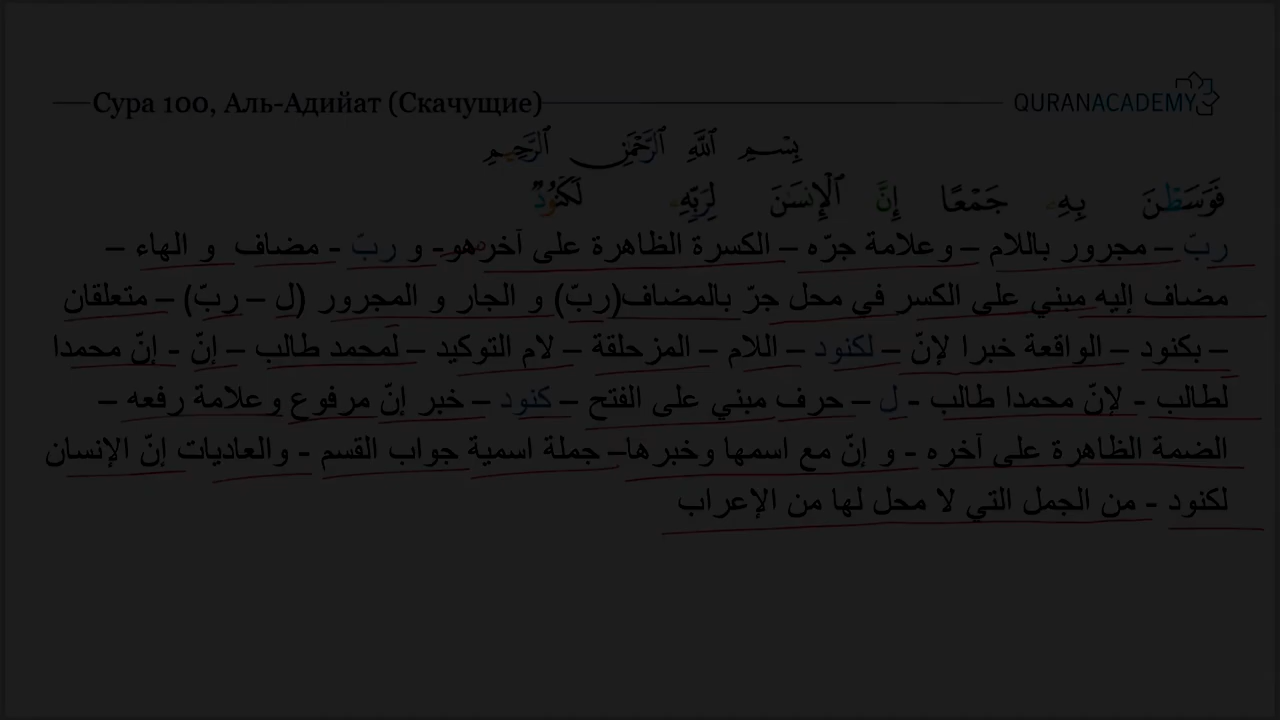 Сура 100, Аль-Адийат (Скачущие)
QURANACADEMY
بِسْمِ ٱللَّهِ ٱلرَّحْمَٰنِ ٱلرَّحِيمِ
فَوَسَطْنَ بِهِۦ جَمْعًا إِنَّ ٱلْإِنسَٰنَ لِرَبِّهِۦ لَكَنُودٌ
ربّ – مجرور باللام – وعلامة جرّه – الكسرة الظاهرة على آخره- و ربّ - مضاف و الهاء –
مضاف إليه مبني على الكسر في محل جرّ بالمضاف(ربّ) و الجار و المجرور (ل – ربّ) – متعلقان
– بكنود – الواقعة خبرا لإنّ – لكنود – اللام – المزحلقة – لام التوكيد – لَمحمد طالب – إنّ - إنّ محمدا
لطالب - لإنّ محمدا طالب - ل – حرف مبني على الفتح – كنود – خبر إنّ مرفوع وعلامة رفعه –
الضمة الظاهرة على آخره - و إنّ مع اسمها وخبرها– جملة اسمية جواب القسم - والعاديات إنّ الإنسان
لكنود - من الجمل التي لا محل لها من الإعراب